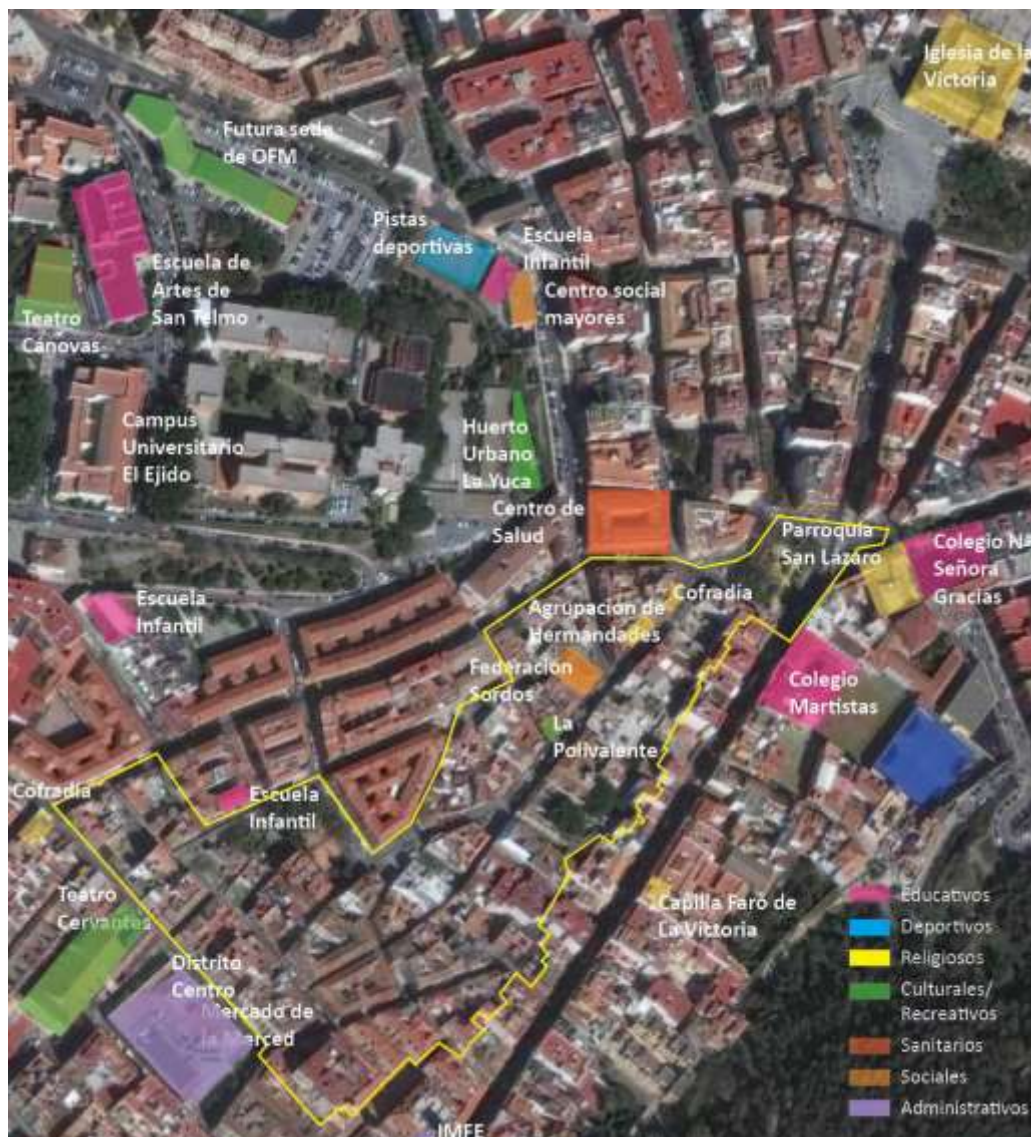 Iglesia de la
Victoria
Futura sede
de OFM
Pistas
deportivas
Escuela
Infantil
Centro social
mayores
Escuela de
Artes de
San Telmo
Teatro
Cánovas
Campus
Universitario
El Ejido
Huerto
Urbano
La Yuca
Centro de
Salud
Parroquia
San Lázaro
Colegio
Señora
Gracias
Cofradía
Agrupacion de
Hermandades
Escuela
Infantil
Federacion
Sordos
Colegio
Martistas
La
Polivalente
Cofradía
Escuela
Infantil
Teatro
Cervantes
Capilla Faro de
La Victoria
Distrito
Centro
Mercado de
la Merced
IMFE
Educativos
Deportivos
Religiosos
Culturales/
Recreativos
Sanitarios
Sociales
Administrativos